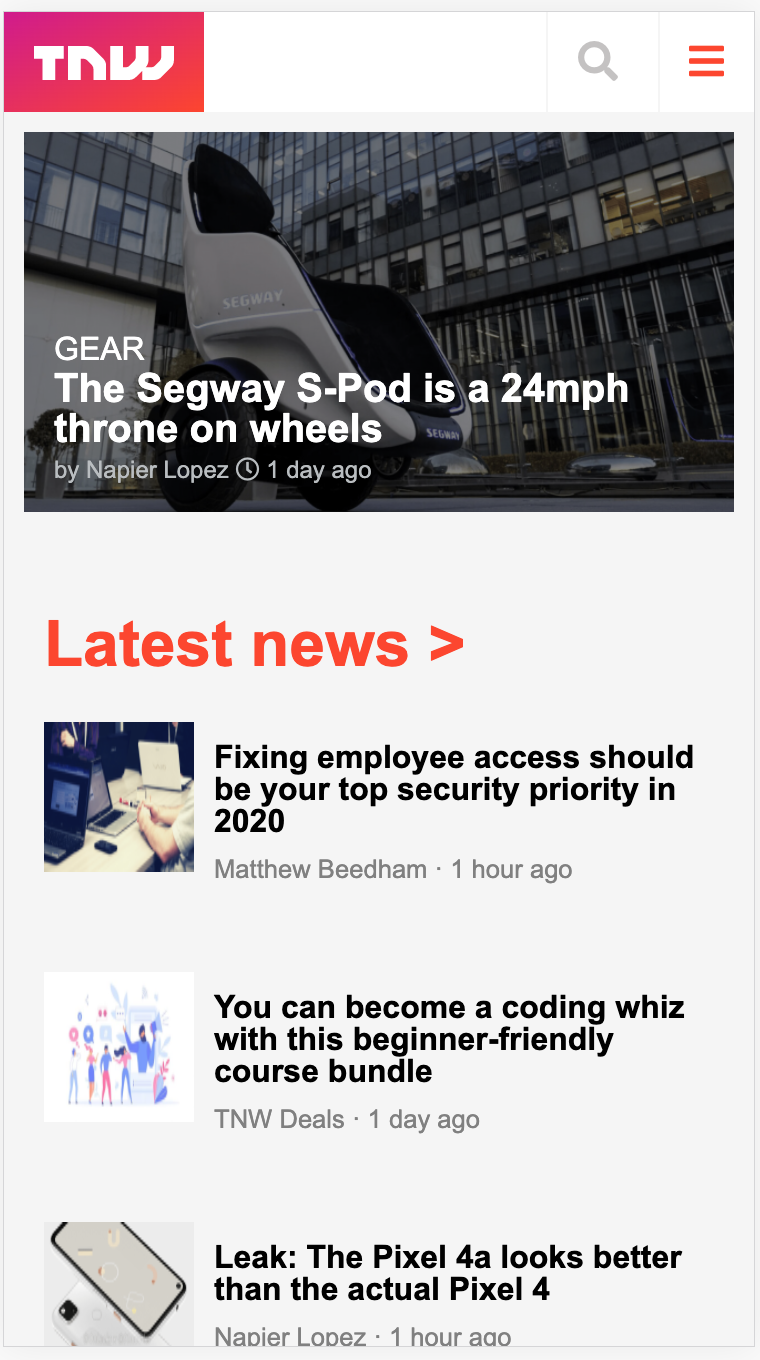 TNW
SEGWAY
GEAR
The Segway S-Pod is a 24mph
throne on wheels
SEGWAY
by Napier Lopez 1 day ago
Latest news >
Fixing employee access should
be your top security priority in
2020
Matthew Beedham · 1 hour ago
You can become a coding whiz
with this beginner-friendly
course bundle
TNW Deals · 1 day ago
Leak: The Pixel 4a looks better
than the actual Pixel 4
Napier Lopez · 1 hour ago